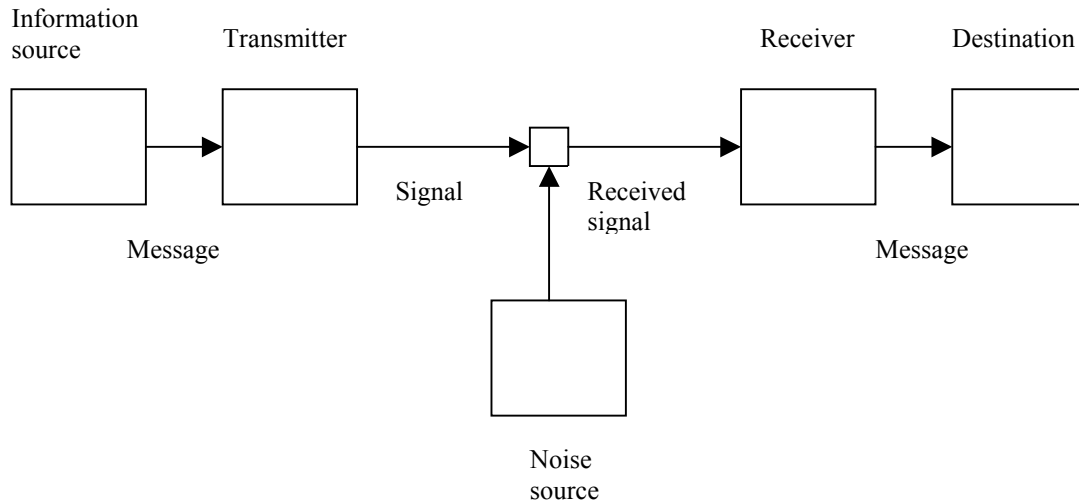 Information
source
Transmitter
Receiver
Destination
Signal
Received
signal
Message
Message
Noise
source